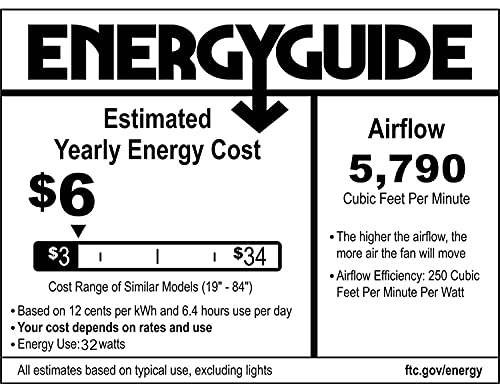 ENERGYGUIDE
Estimated
Yearly Energy Cost
$6
$3
$34
Cost Range of Similar Models (19" - 84")
• Based on 12 cents per kWh and 6.4 hours use per day
• Your cost depends on rates and use
• Energy Use: 32 watts
Airflow
5,790
Cubic Feet Per Minute
• The higher the airflow, the
more air the fan will move
• Airflow Efficiency: 250 Cubic
Feet Per Minute Per Watt
All estimates based on typical use, excluding lights
ftc.gov/energy